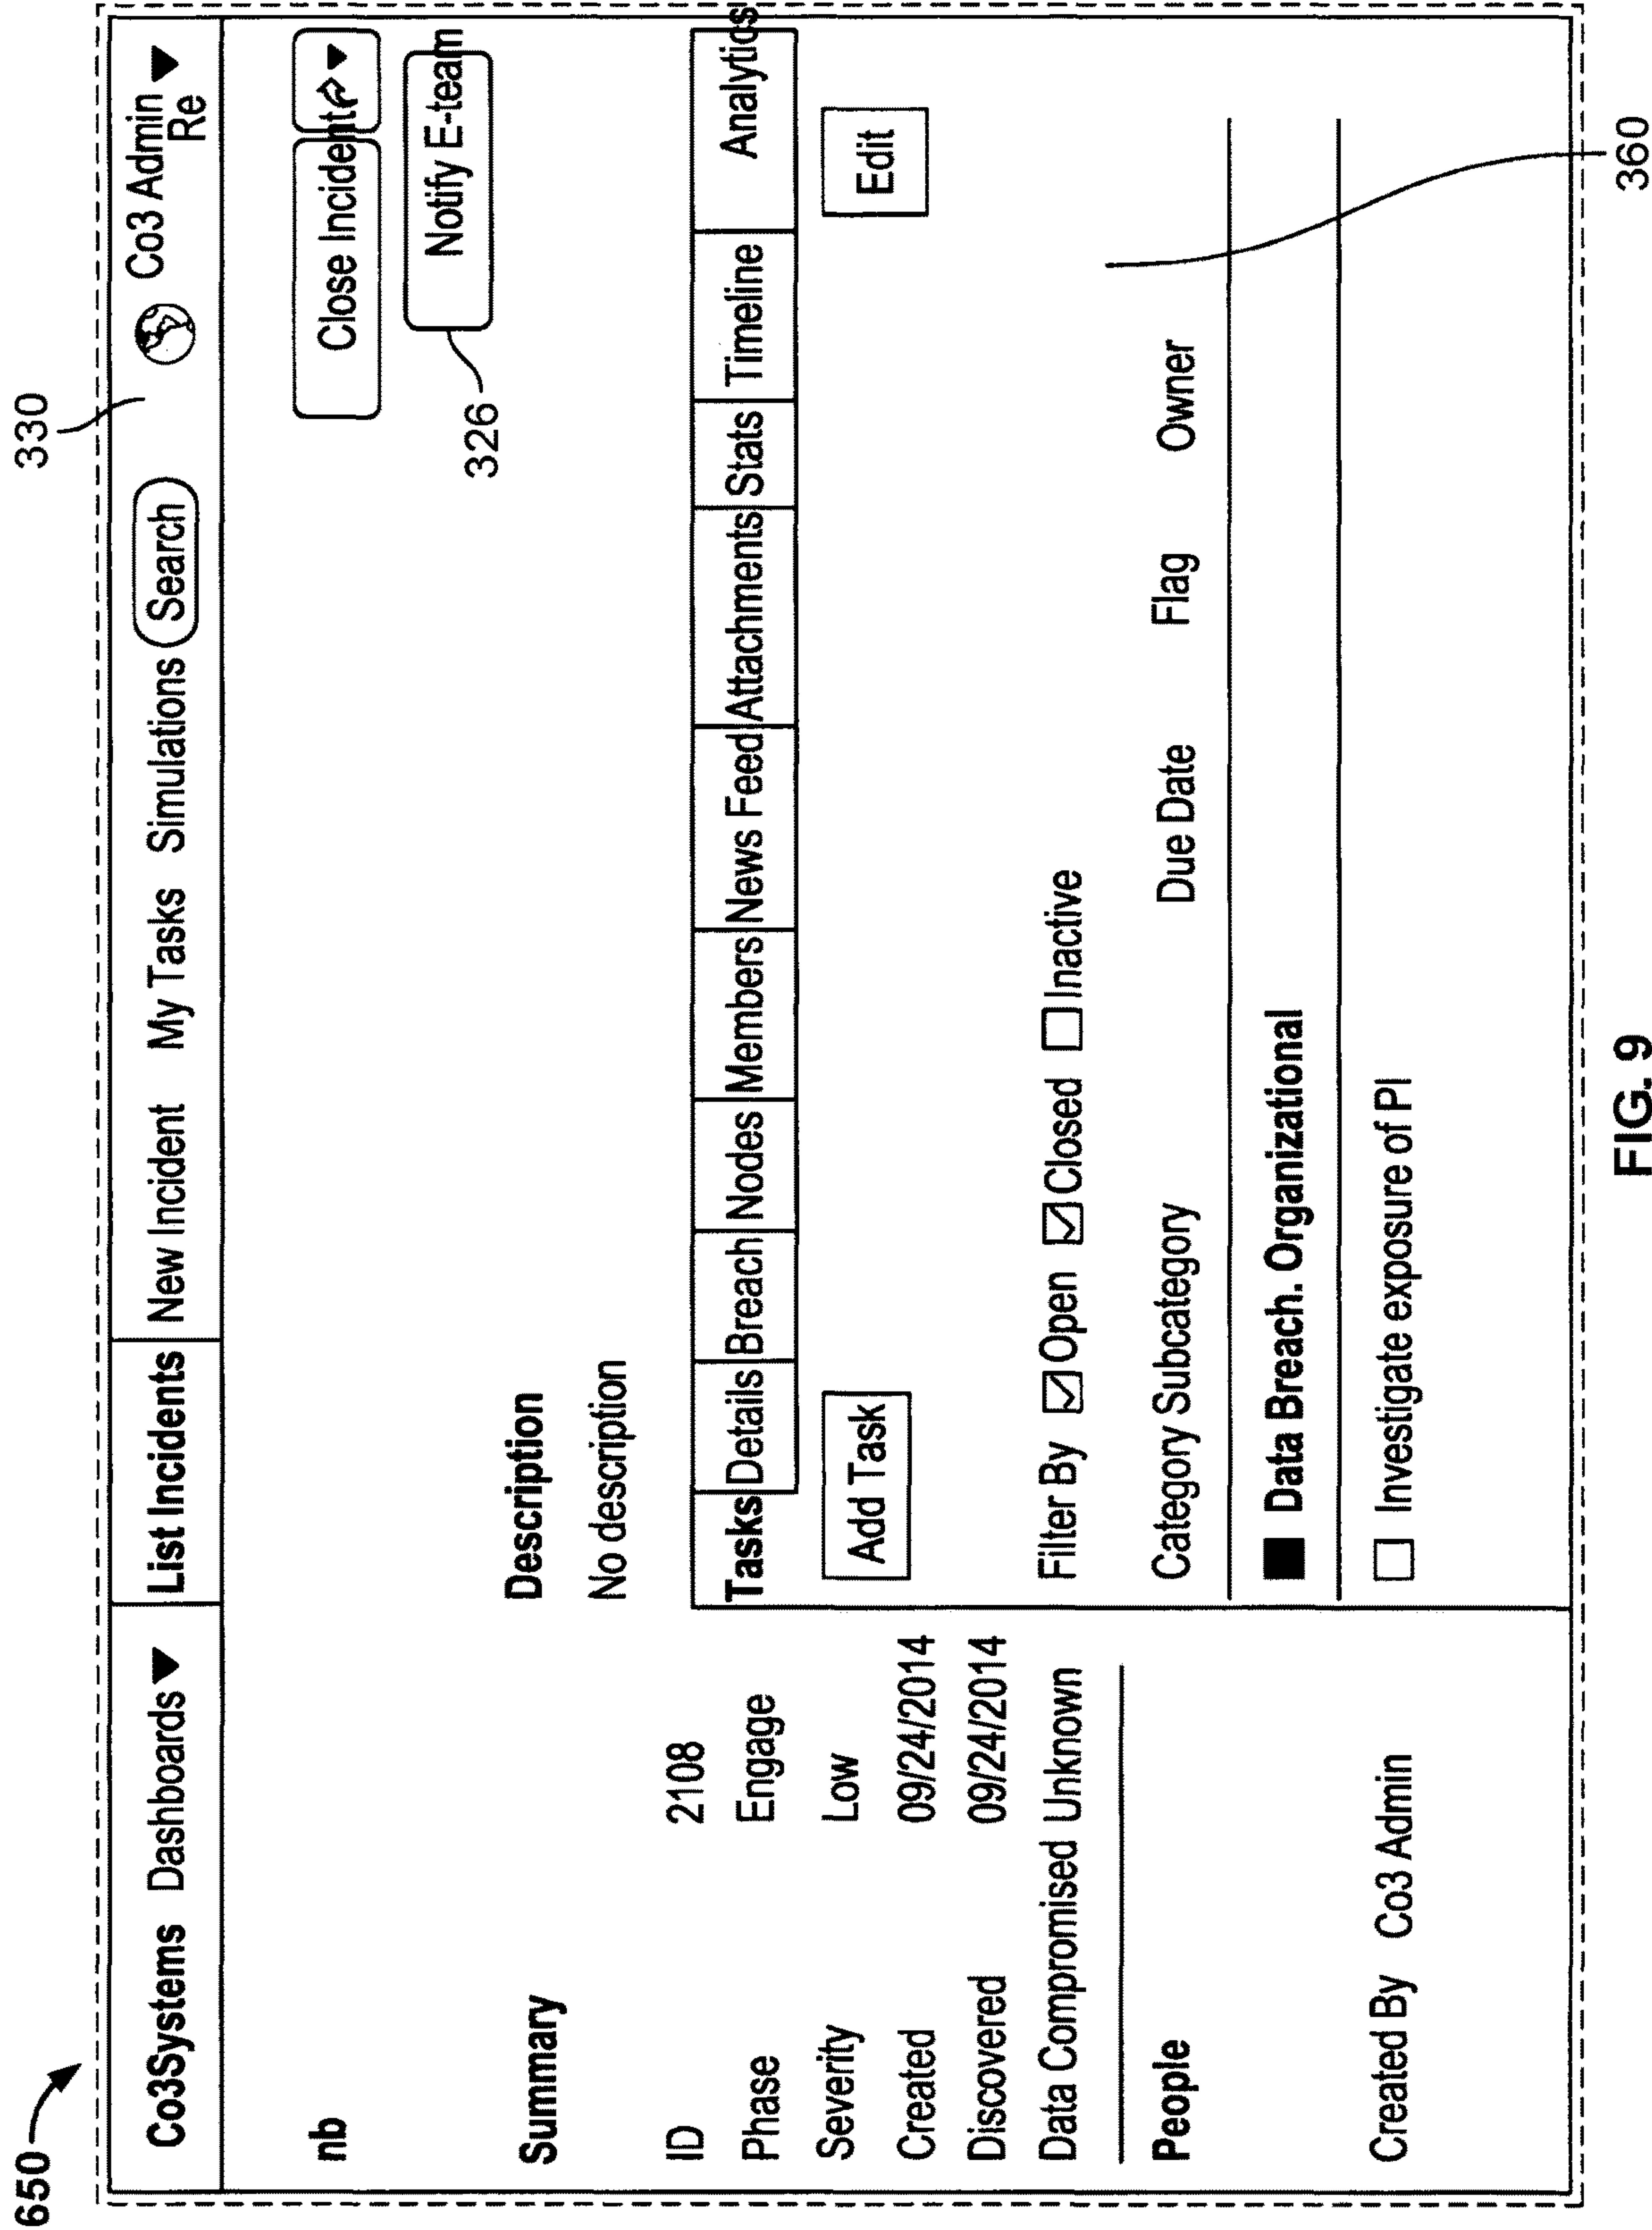 650
330
Co3Systems Dashboards List Incidents New Incident My Tasks Simulations Search Co3 Admin
Re
nb
Close Incident
Notify E-team
326
Summary
ID 2108
Phase Engage
Severity Low
Created 09/24/2014
Discovered 09/24/2014
Data Compromised Unknown
People
Created By Co3 Admin
Description
No description
Tasks Details Breach Nodes Members News Feed Attachments Stats Timeline Analytics
Add Task Edit
Filter By Open Closed Inactive
Category Subcategory Due Date Flag Owner
Data Breach. Organizational
Investigate exposure of PI
360
FIG. 9